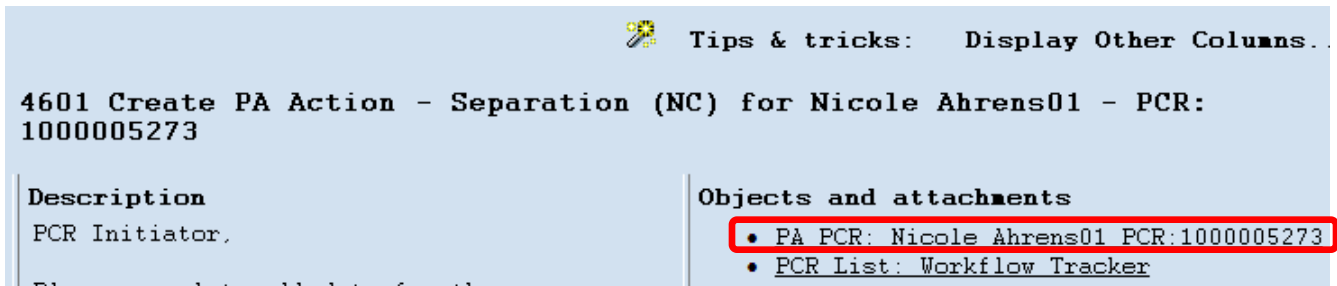 Tips & tricks: Display Other Columns..
4601 Create PA Action - Separation (NC) for Nicole Ahrens01 - PCR:
1000005273
Description
PCR Initiator,
Objects and attachments
• PA PCR: Nicole Ahrens01 PCR:1000005273
• PCR List: Workflow Tracker